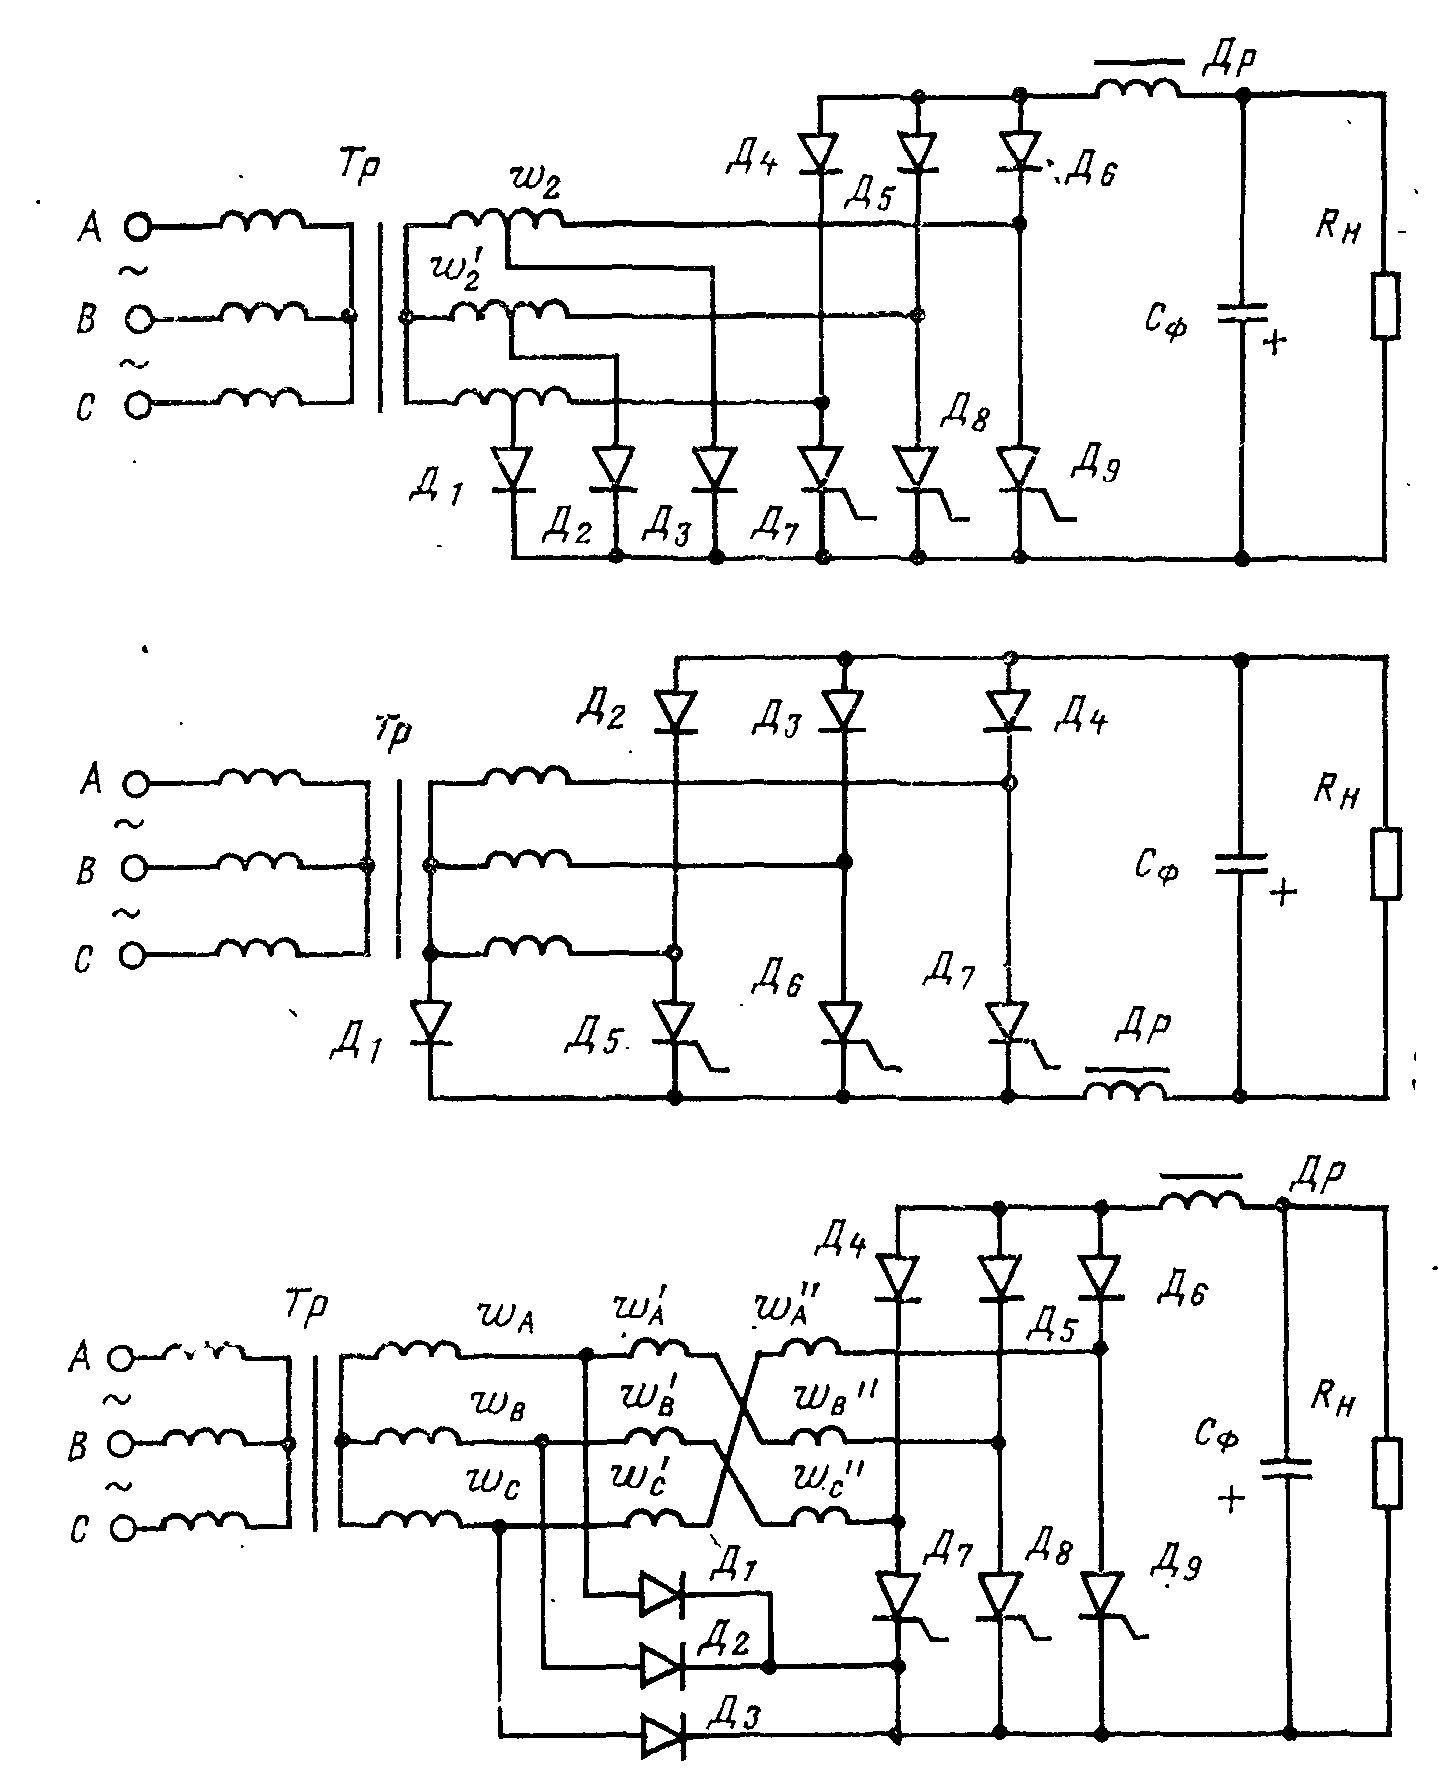 Др
Тр
w2
Д4
Д5
Д6
A
Rн
~
w2'
B
Cф
+
~
C
Д8
Д1
Д9
Д2
Д3
Д7
Д2
Д3
Д4
Тр
A
Rн
~
B
Cф
+
~
C
Д6
Д7
Д1
Д5
Др
Др
Д4
Тр
wA
wA'
wA''
Д5
Д6
A
~
wB
wB'
wB''
Rн
B
Cф
~
wC
wC'
wC''
+
C
Д1
Д7
Д8
Д9
Д2
Д3